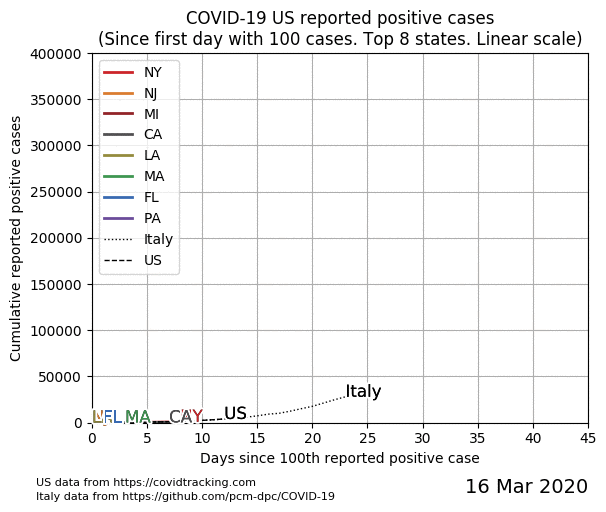 COVID-19 US reported positive cases
(Since first day with 100 cases. Top 8 states. Linear scale)
400000
350000
300000
250000
200000
150000
100000
50000
0
Cumulative reported positive cases
NY
NJ
MI
CA
LA
MA
FL
PA
Italy
US
Italy
US
FL MA CA
0 5 10 15 20 25 30 35 40 45
Days since 100th reported positive case
US data from https://covidtracking.com
Italy data from https://github.com/pcm-dpc/COVID-19
16 Mar 2020